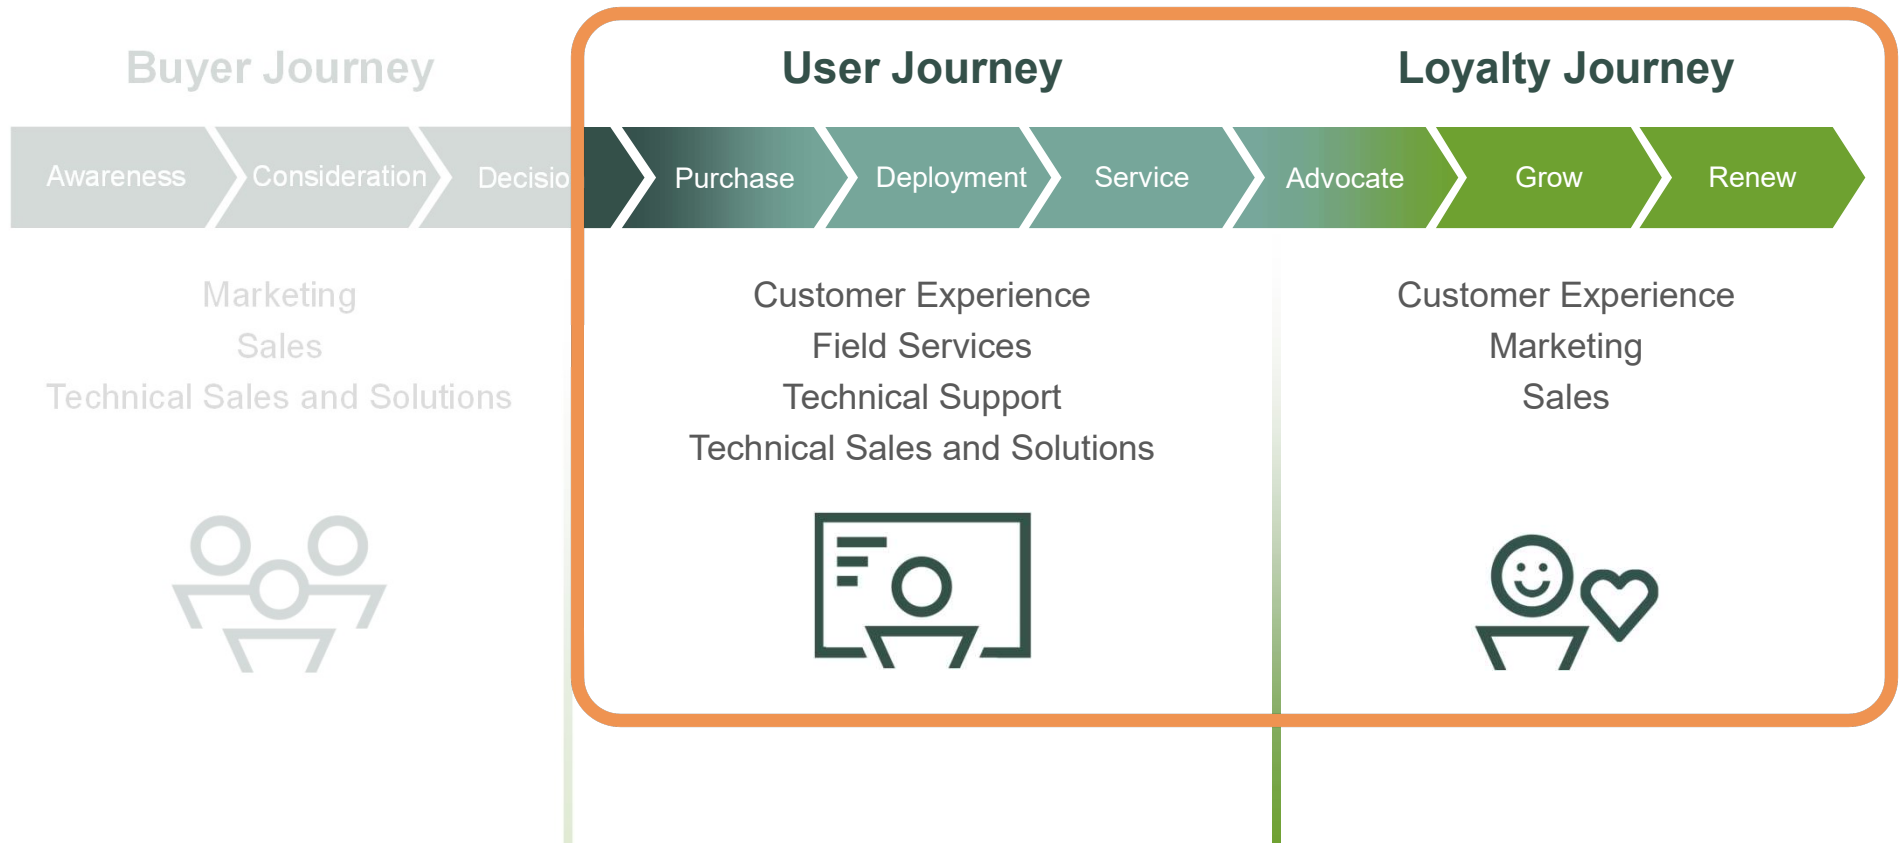 Buyer Journey
User Journey
Loyalty Journey
Awareness
Consideration
Decisio
Purchase
Deployment
Service
Advocate
Grow
Renew
Marketing
Sales
Technical Sales and Solutions
Customer Experience
Field Services
Technical Support
Technical Sales and Solutions
Customer Experience
Marketing
Sales